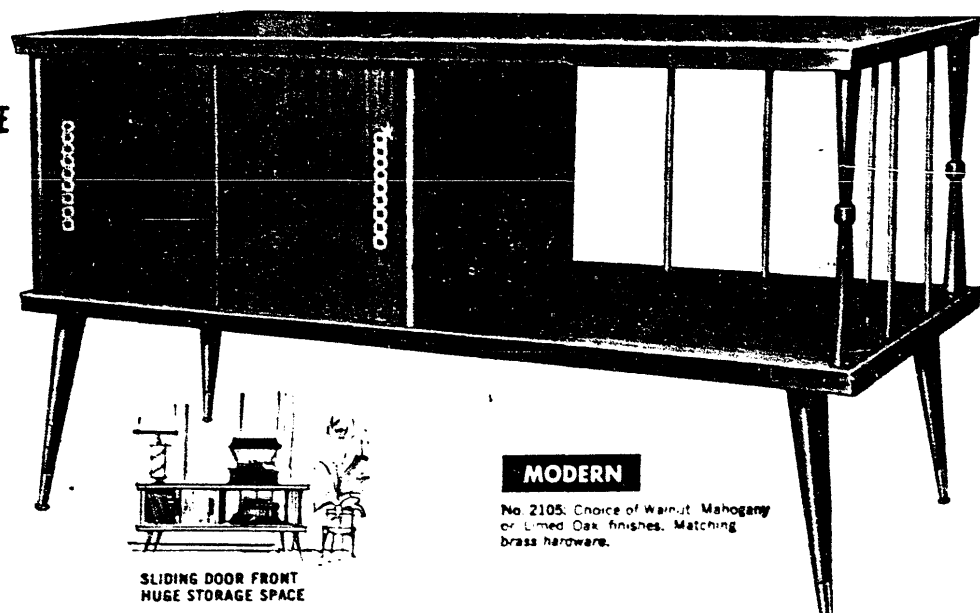 E
MODERN
No. 2105: Choice of Walnut, Mahogany
or Limed Oak finishes. Matching
brass hardware.
SLIDING DOOR FRONT
HUGE STORAGE SPACE